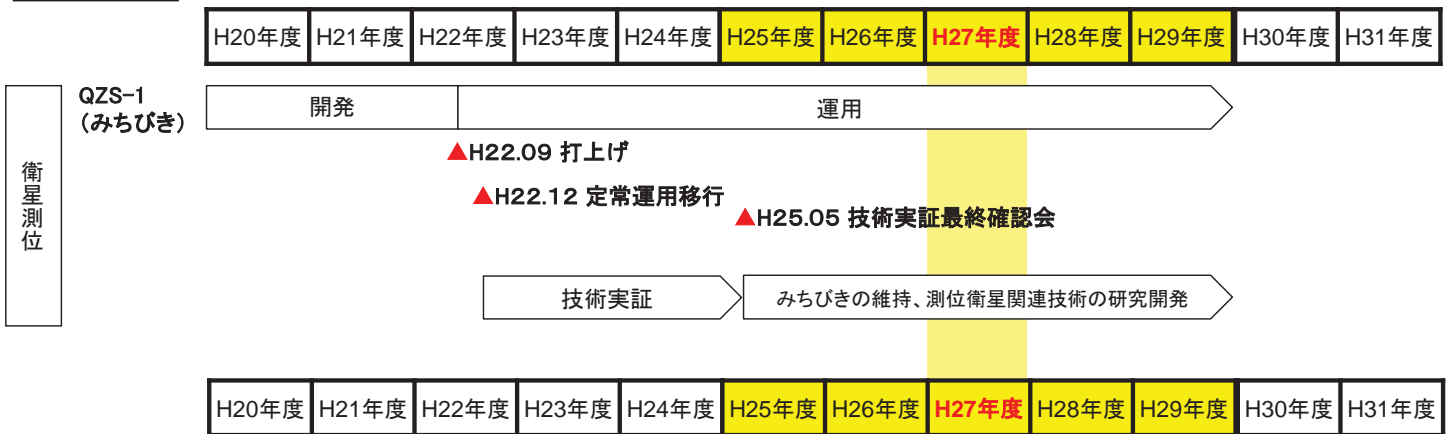 H20年度 H21年度 H22年度 H23年度 H24年度 H25年度 H26年度 H27年度 H28年度 H29年度 H30年度 H31年度
衛星測位
QZS-1
（みちびき）
開発 運用
▲H22.09 打上げ
▲H22.12 定常運用移行
▲H25.05 技術実証最終確認会
技術実証 みちびきの維持、測位衛星関連技術の研究開発
H20年度 H21年度 H22年度 H23年度 H24年度 H25年度 H26年度 H27年度 H28年度 H29年度 H30年度 H31年度